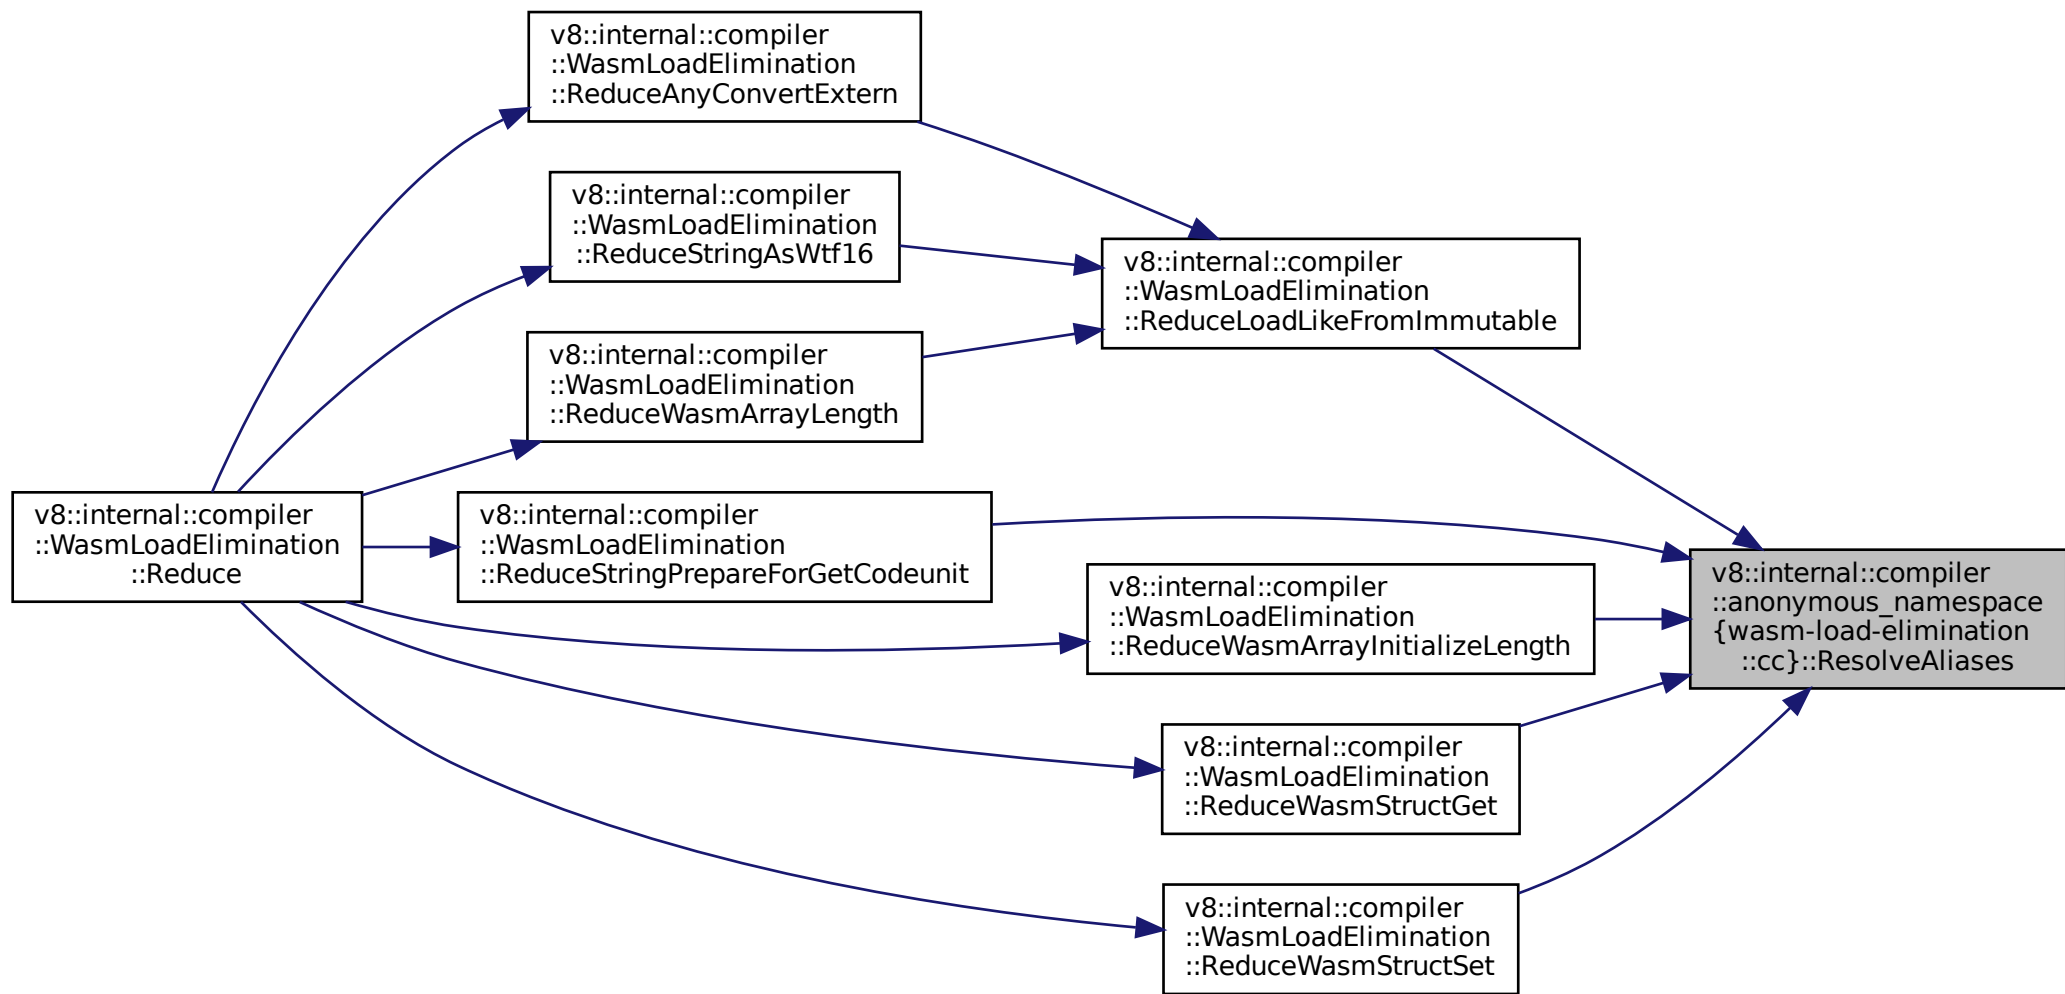 v8::internal::compiler
::WasmLoadElimination
::ReduceAnyConvertExtern
v8::internal::compiler
::WasmLoadElimination
::ReduceStringAsWtf16
v8::internal::compiler
::WasmLoadElimination
::ReduceLoadLikeFromImmutable
v8::internal::compiler
::WasmLoadElimination
::ReduceWasmArrayLength
v8::internal::compiler
::WasmLoadElimination
::Reduce
v8::internal::compiler
::WasmLoadElimination
::ReduceStringPrepareForGetCodeunit
v8::internal::compiler
::WasmLoadElimination
::ReduceWasmArrayInitializeLength
v8::internal::compiler
::anonymous_namespace
{wasm-load-elimination
::cc}::ResolveAliases
v8::internal::compiler
::WasmLoadElimination
::ReduceWasmStructGet
v8::internal::compiler
::WasmLoadElimination
::ReduceWasmStructSet